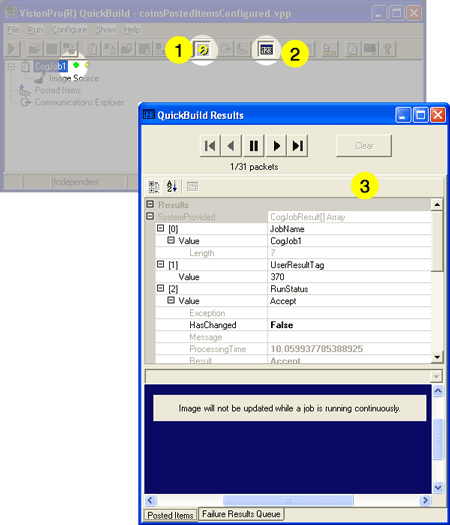 VisionPro(R) QuickBuild - coinsPostedItemsConfigured.vpp
File Run Configure Show Help
1
2
CogJob1
Image Source
Posted Items
Communications Explorer
Independent
QuickBuild Results
Clear
1/31 packets
3
Results
SystemProvided CogJobResult[] Array
[0] JobName
Value CogJob1
Length 7
[1] UserResultTag
Value 370
[2] RunStatus
Value Accept
Exception
HasChanged False
Message
ProcessingTime 10.059937785388925
Result Accept
Image will not be updated while a job is running continuously.
Posted Items Failure Results Queue